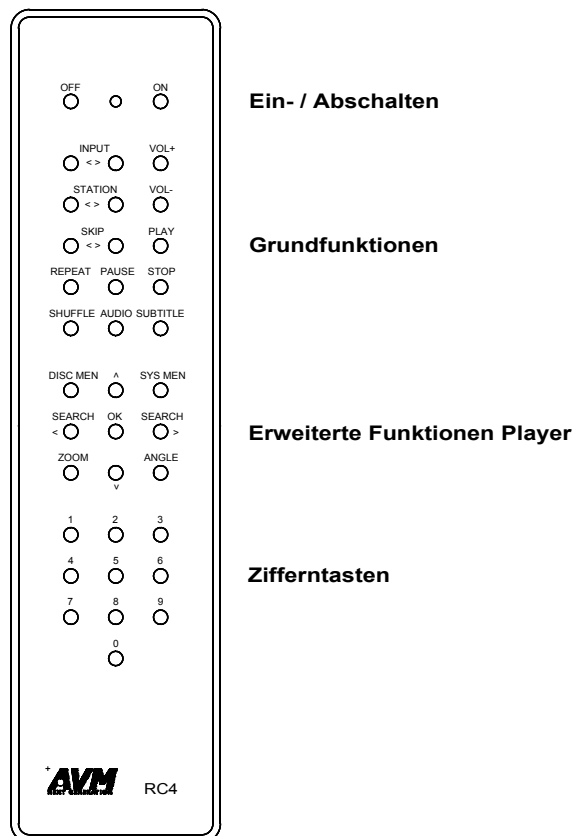 OFF ON
Ein- / Abschalten
INPUT VOL+
< >
STATION VOL-
< >
SKIP PLAY
< >
Grundfunktionen
REPEAT PAUSE STOP
SHUFFLE AUDIO SUBTITLE
DISC MEN ^ SYS MEN
SEARCH OK SEARCH
< >
Erweiterte Funktionen Player
ZOOM ANGLE
v
1 2 3
4 5 6
Zifferntasten
7 8 9
0
+
AVM RC4
NEXT GENERATION